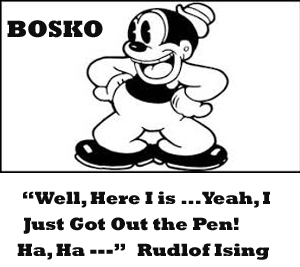 BOSKO
“Well, Here I is ...Yeah, I
Just Got Out the Pen!
Ha, Ha ---” Rudlof Ising